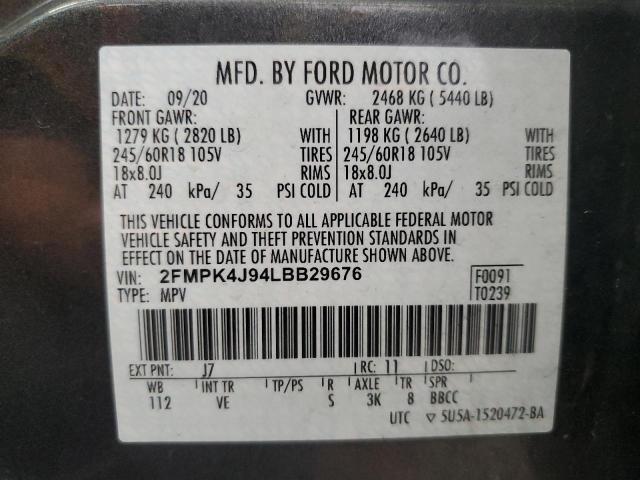 MFD. BY FORD MOTOR CO.
DATE: 09/20 GVWR: 2468 KG ( 5440 LB)
FRONT GAWR: REAR GAWR:
1279 KG ( 2820 LB) WITH 1198 KG ( 2640 LB) WITH
245/60R18 105V TIRES 245/60R18 105V TIRES
18x8.0J RIMS 18x8.0J RIMS
AT 240 kPa/ 35 PSI COLD AT 240 kPa/ 35 PSI COLD
THIS VEHICLE CONFORMS TO ALL APPLICABLE FEDERAL MOTOR
VEHICLE SAFETY AND THEFT PREVENTION STANDARDS IN
EFFECT ON THE DATE OF MANUFACTURE SHOWN ABOVE.
VIN: 2FMPK4J94LBB29676 F0091
TYPE: MPV T0239
EXT PNT: J7 RC: 11 DSO:
WB INT TR TP/PS R AXLE TR SPR
112 VE S 3K 8 BBCC
UTC ▽ 5U5A-1520472-BA